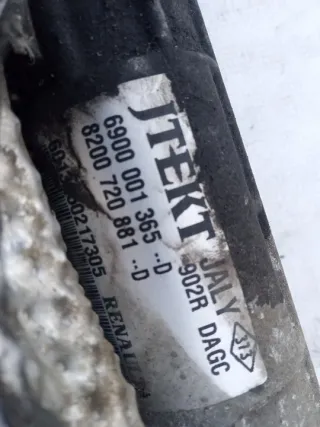 JTEKT JALY 373
6900 001 365 ..D 902R DAGC
8200 720 881 ..D
RENAULT